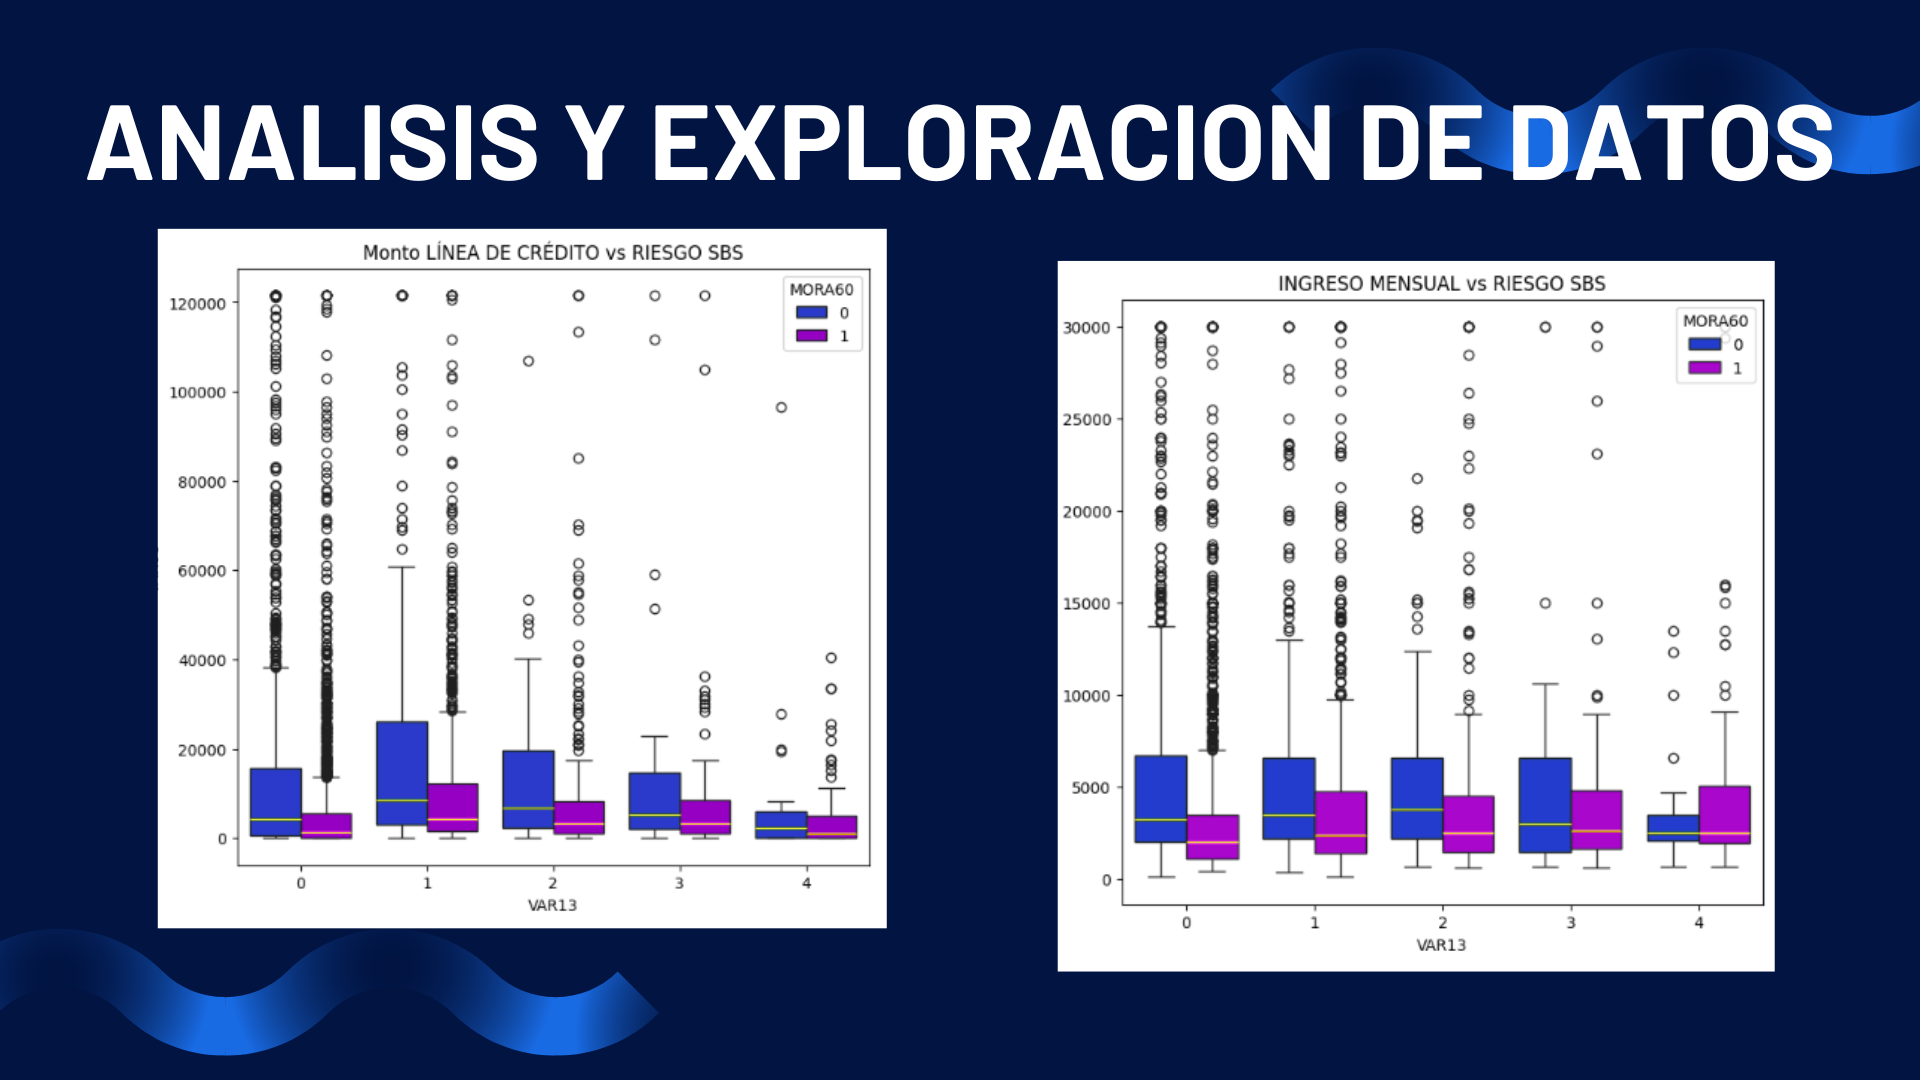 ANALISIS Y EXPLORACION DE DATOS
Monto LÍNEA DE CRÉDITO vs RIESGO SBS
MORA60
0
1
120000
100000
80000
60000
40000
20000
0
0 1 2 3 4
VAR13
INGRESO MENSUAL vs RIESGO SBS
MORA60
0
1
30000
25000
20000
15000
10000
5000
0
0 1 2 3 4
VAR13